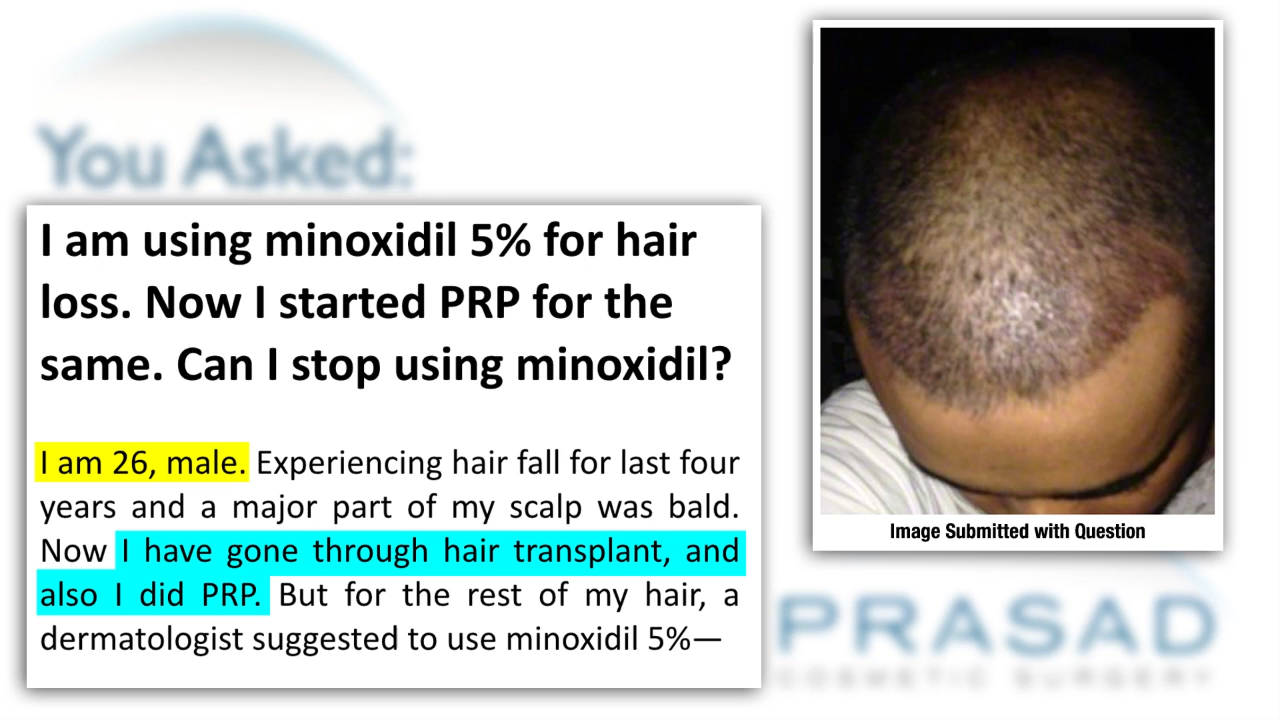 You Asked:
I am using minoxidil 5% for hair
loss. Now I started PRP for the
same. Can I stop using minoxidil?
I am 26, male. Experiencing hair fall for last four
years and a major part of my scalp was bald.
Now I have gone through hair transplant, and
also I did PRP. But for the rest of my hair, a
dermatologist suggested to use minoxidil 5%—
Image Submitted with Question
PRASAD
COSMETIC SURGERY